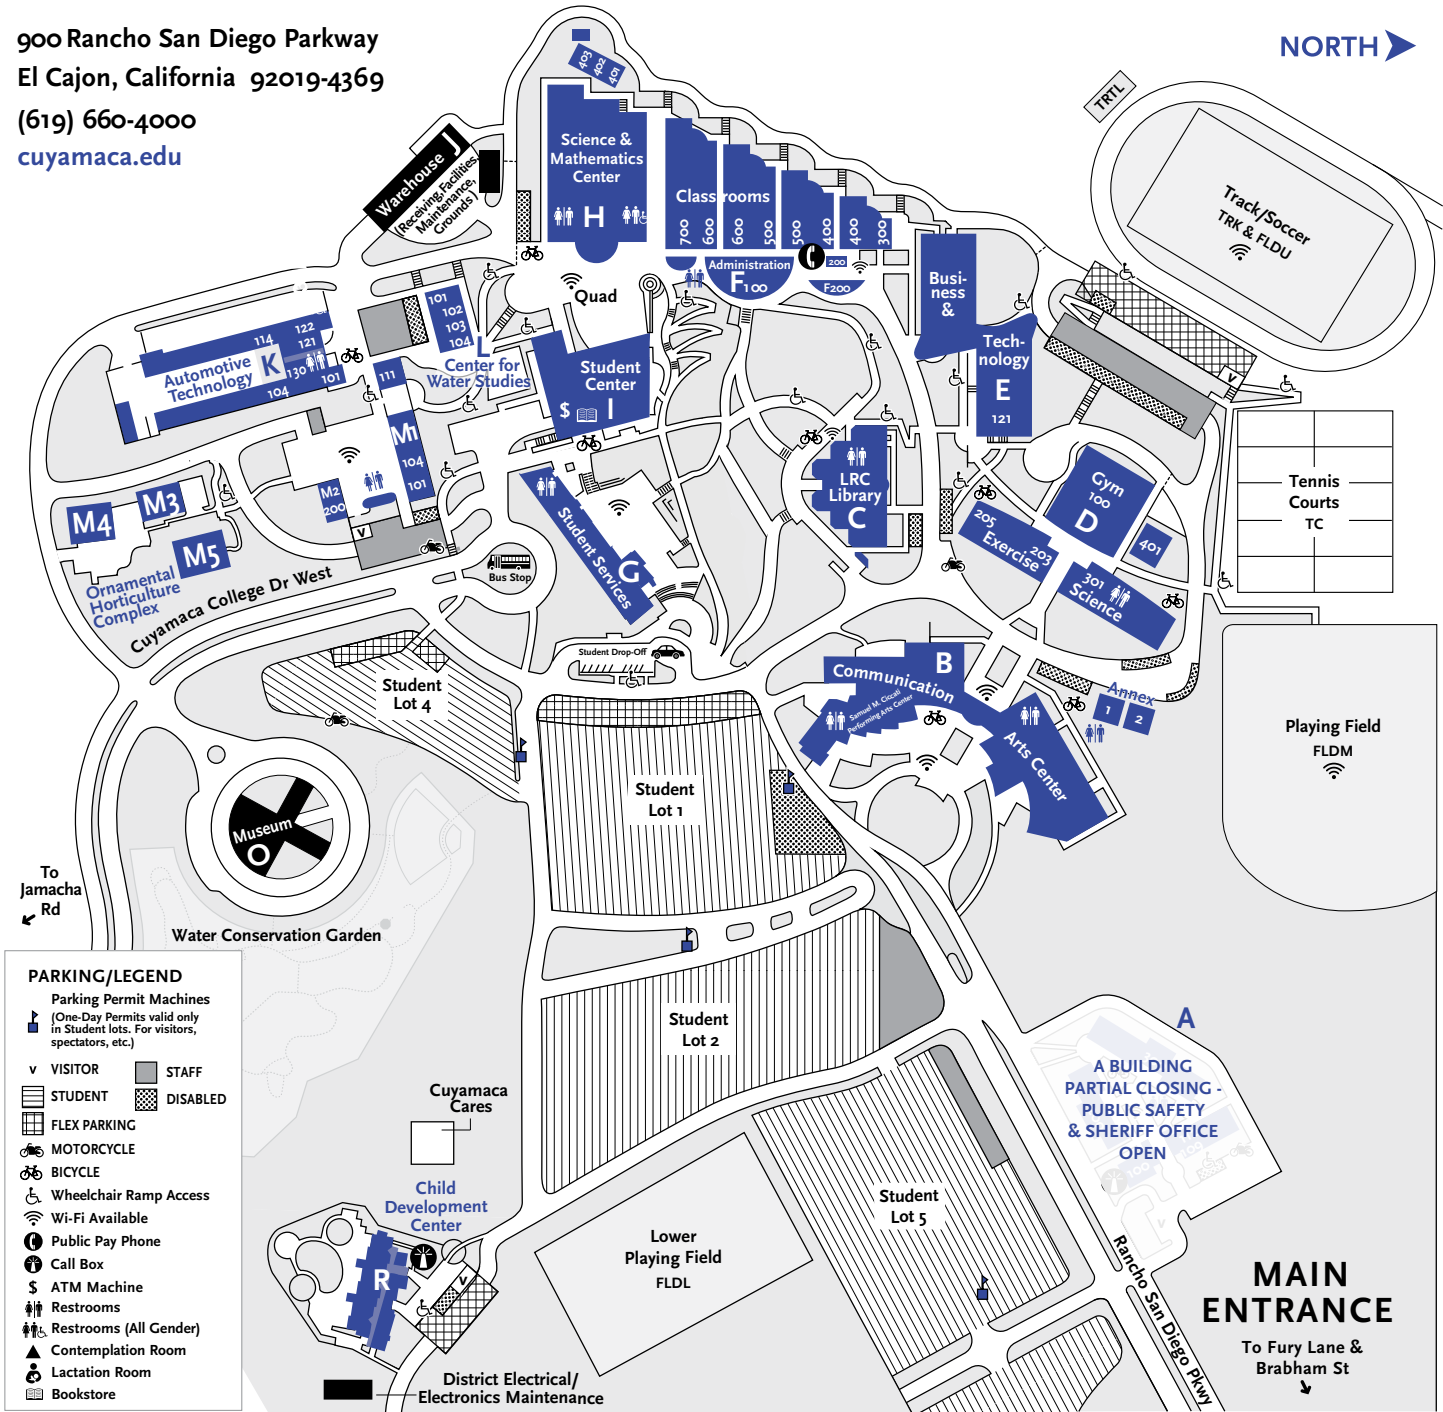 900 Rancho San Diego Parkway
El Cajon, California 92019-4369
(619) 660-4000
cuyamaca.edu
NORTH
403
402
401
TRTL
Warehouse J
(Receiving, Facilities,
Maintenance,
Grounds)
Science &
Mathematics
Center
H
Classrooms
700
600
600
500
500
400
400
300
Administration
F100
200
F200
Track/Soccer
TRK & FLDU
Busi-
ness
&
Tech-
nology
E
121
Quad
101
102
103
104
L
Center for
Water Studies
Student
Center
$ I
122
121
114
130
101
104
Automotive
Technology
K
111
M1
104
101
M2
200
M3
M4
M5
Ornamental
Horticulture
Complex
V
Cuyamaca College Dr West
Bus Stop
Student Services
G
LRC
Library
C
V
Gym
100
D
401
205
203
Exercise
301
Science
Tennis
Courts
TC
Student Drop-Off
Communication
B
Samuel M. Ciccati
Performing Arts Center
Arts Center
Annex
1
2
Playing Field
FLDM
Student
Lot 4
Student
Lot 1
Museum
O
To
Jamacha
Rd
Water Conservation Garden
Student
Lot 2
PARKING/LEGEND
Parking Permit Machines
(One-Day Permits valid only
in Student lots. For visitors,
spectators, etc.)
V VISITOR
STAFF
STUDENT
DISABLED
FLEX PARKING
MOTORCYCLE
BICYCLE
Wheelchair Ramp Access
Wi-Fi Available
Public Pay Phone
Call Box
$ ATM Machine
Restrooms
Restrooms (All Gender)
Contemplation Room
Lactation Room
Bookstore
Cuyamaca
Cares
Child
Development
Center
R
V
District Electrical/
Electronics Maintenance
Lower
Playing Field
FLDL
Student
Lot 5
A
A BUILDING
PARTIAL CLOSING -
PUBLIC SAFETY
& SHERIFF OFFICE
OPEN
100
V
Rancho San Diego Pkwy
MAIN
ENTRANCE
To Fury Lane &
Brabham St